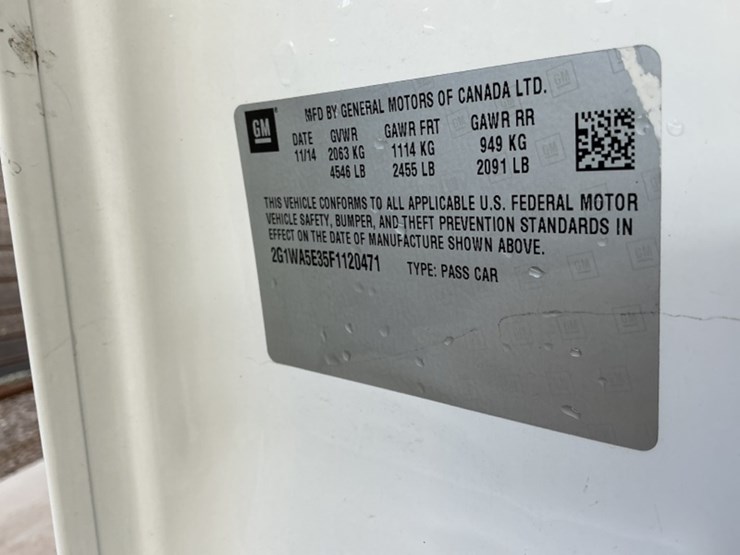 GM
MFD BY GENERAL MOTORS OF CANADA LTD.
DATE GVWR GAWR FRT GAWR RR
11/14 2063 KG 1114 KG 949 KG
4546 LB 2455 LB 2091 LB
THIS VEHICLE CONFORMS TO ALL APPLICABLE U.S. FEDERAL MOTOR
VEHICLE SAFETY, BUMPER, AND THEFT PREVENTION STANDARDS IN
EFFECT ON THE DATE OF MANUFACTURE SHOWN ABOVE.
2G1WA5E35F1120471 TYPE: PASS CAR